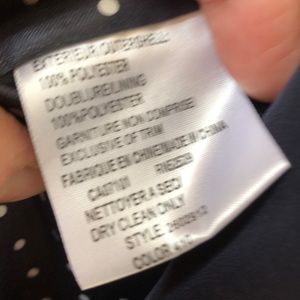 EXTERIEUR/OUTERSHELL:
100% POLYESTER
DOUBLURE/LINING
100%POLYESTER
GARNITURE NON COMPRISE
EXCLUSIVE OF TRIM
FABRIQUE EN CHINE/MADE IN CHINA
NETTOYER A SEC/
DRY CLEAN ONLY
STYLE:
COLOR